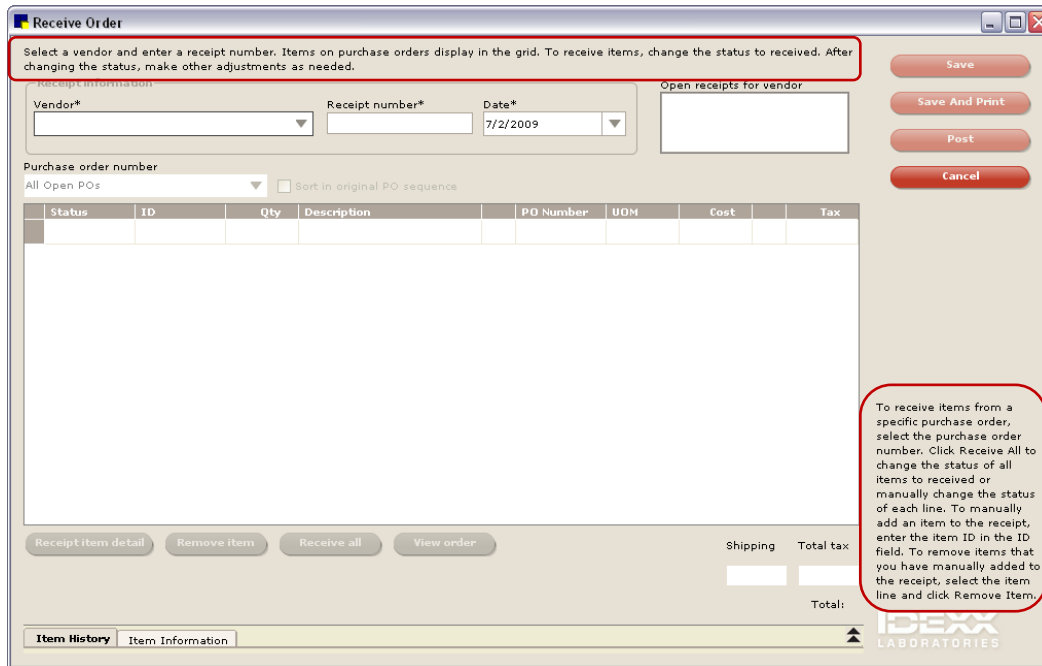 Receive Order
Select a vendor and enter a receipt number. Items on purchase orders display in the grid. To receive items, change the status to received. After
changing the status, make other adjustments as needed.
Save
Receipt information
Open receipts for vendor
Vendor*
Receipt number*
Date*
Save And Print
7/2/2009
Post
Purchase order number
Cancel
All Open POs
Sort in original PO sequence
Status ID Qty Description PO Number UOM Cost Tax
To receive items from a
specific purchase order,
select the purchase order
number. Click Receive All to
change the status of all
items to received or
manually change the status
of each line. To manually
add an item to the receipt,
enter the item ID in the ID
field. To remove items that
you have manually added to
the receipt, select the item
line and click Remove Item.
Receipt item detail
Remove item
Receive all
View order
Shipping
Total tax
Total:
Item History
Item Information
IDEXX
LABORATORIES